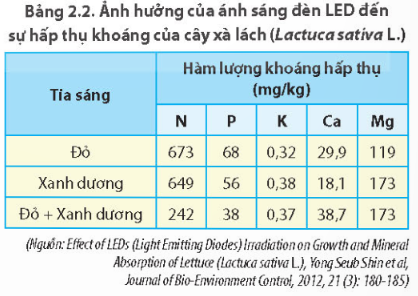 Bảng 2.2. Ảnh hưởng của ánh sáng đèn LED đến
sự hấp thụ khoáng của cây xà lách (Lactuca sativa L.)
Tia sáng
Hàm lượng khoáng hấp thụ
(mg/kg)
N P K Ca Mg
Đỏ 673 68 0,32 29,9 119
Xanh dương 649 56 0,38 18,1 173
Đỏ + Xanh dương 242 38 0,37 38,7 173
(Nguồn: Effect of LEDs (Light Emitting Diodes) Irradiation on Growth and Mineral
Absorption of Lettuce (Lactuca sativa L.), Yong Seub Shin et al,
Journal of Bio-Environment Control, 2012, 21 (3): 180-185)